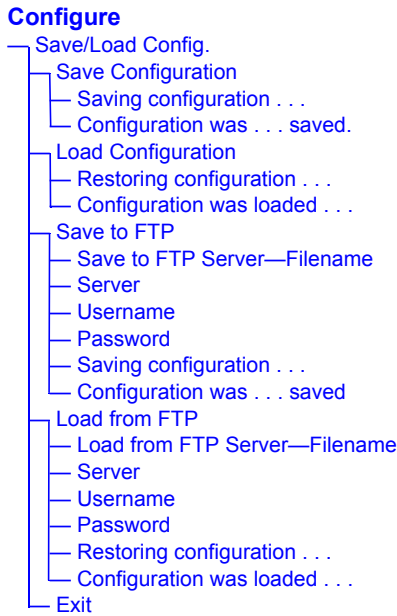 Configure
Save/Load Config.
Save Configuration
Saving configuration . . .
Configuration was . . . saved.
Load Configuration
Restoring configuration . . .
Configuration was loaded . . .
Save to FTP
Save to FTP Server—Filename
Server
Username
Password
Saving configuration . . .
Configuration was . . . saved
Load from FTP
Load from FTP Server—Filename
Server
Username
Password
Restoring configuration . . .
Configuration was loaded . . .
Exit